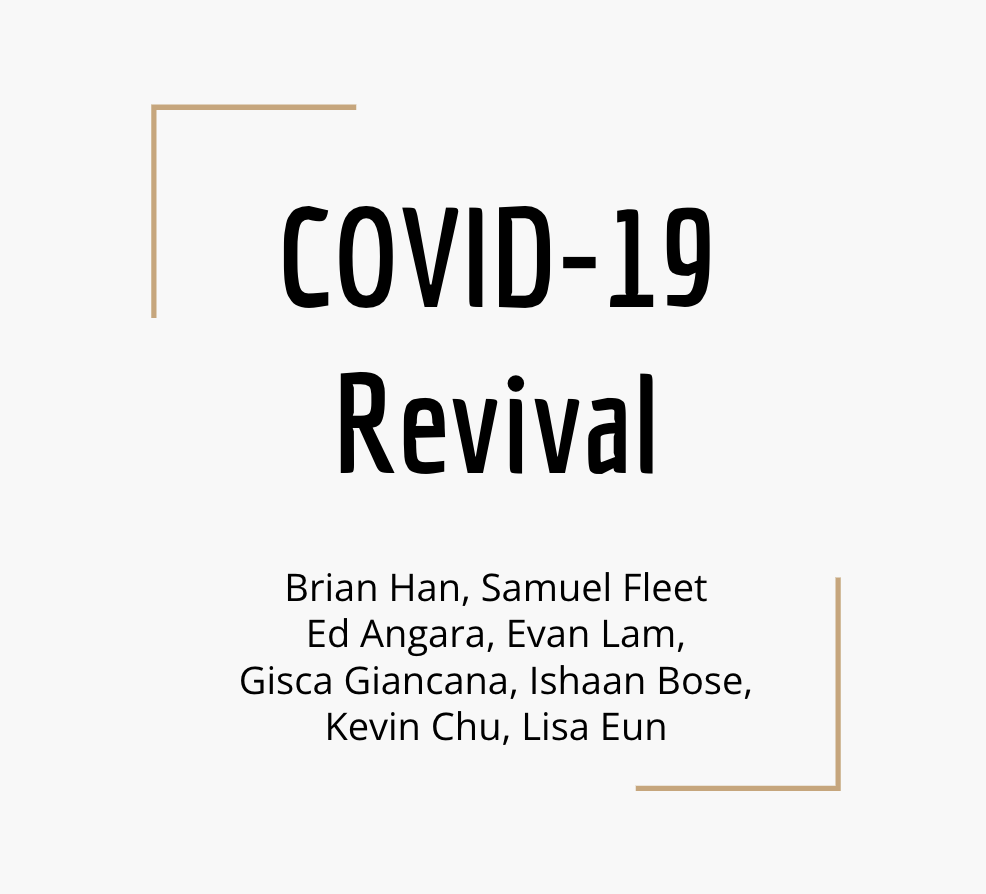 COVID-19
Revival
Brian Han, Samuel Fleet
Ed Angara, Evan Lam,
Gisca Giancana, Ishaan Bose,
Kevin Chu, Lisa Eun